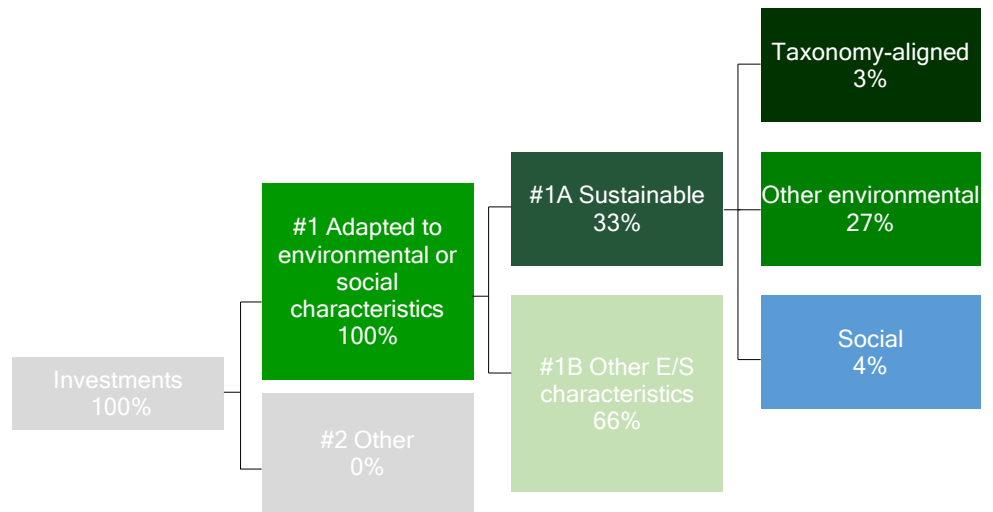 Investments
100%
#1 Adapted to
environmental or
social
characteristics
100%
#2 Other
0%
#1A Sustainable
33%
#1B Other E/S
characteristics
66%
Taxonomy-aligned
3%
Other environmental
27%
Social
4%